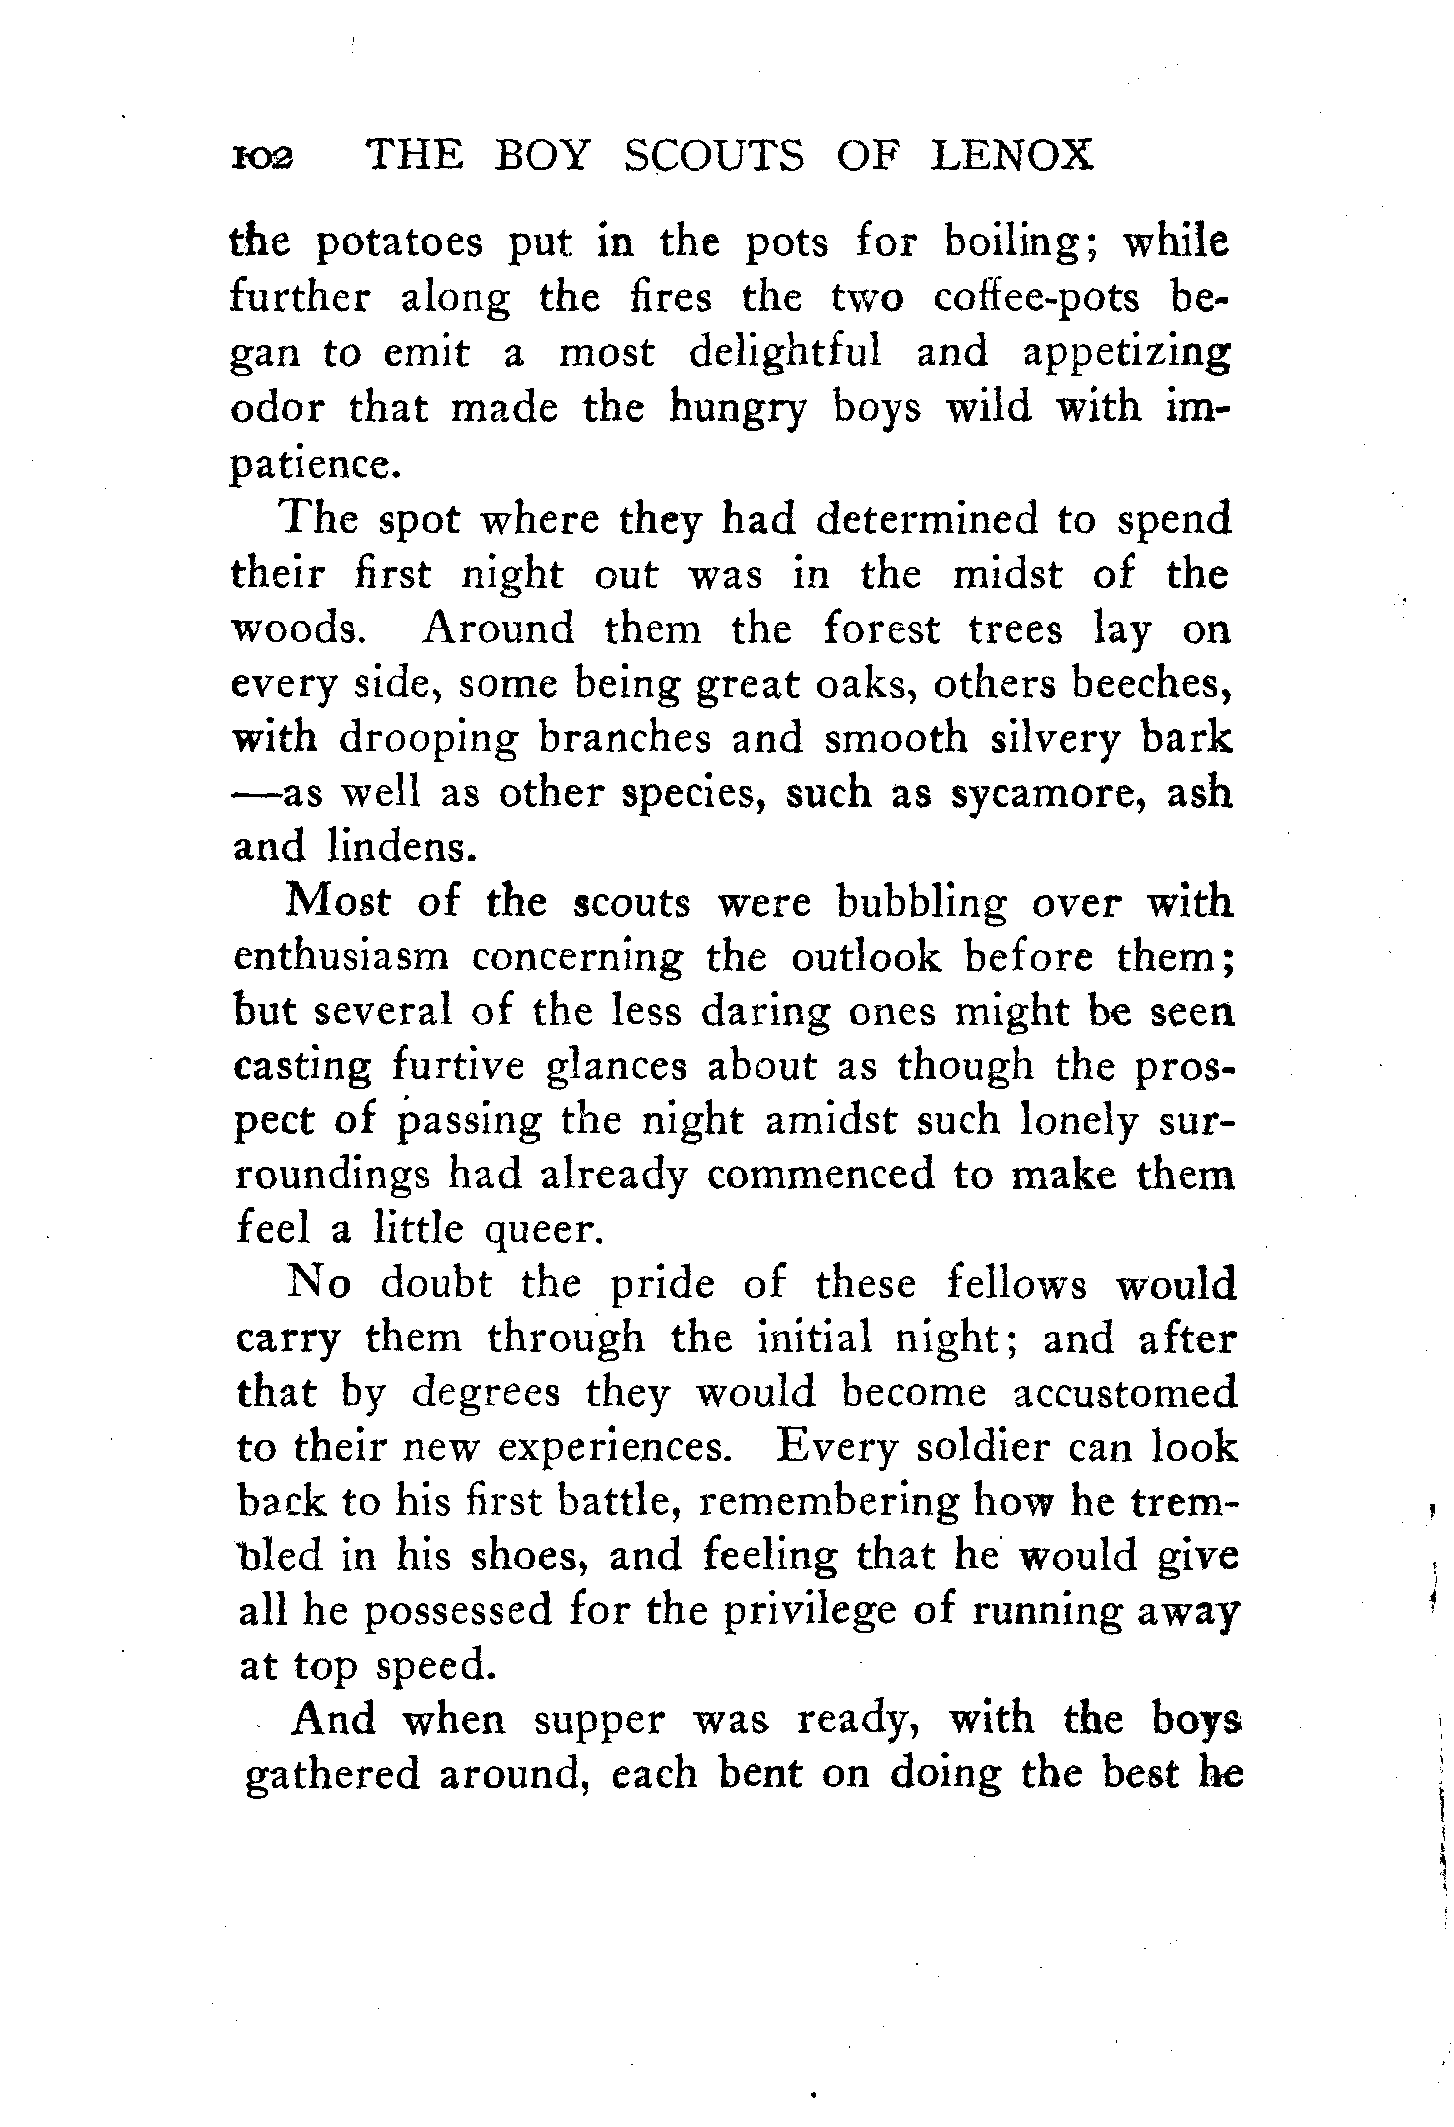 102 THE BOY SCOUTS OF LENOX
the potatoes put in the pots for boiling; while
further along the fires the two coffee-pots be-
gan to emit a most delightful and appetizing
odor that made the hungry boys wild with im-
patience.
The spot where they had determined to spend
their first night out was in the midst of the
woods. Around them the forest trees lay on
every side, some being great oaks, others beeches,
with drooping branches and smooth silvery bark
—as well as other species, such as sycamore, ash
and lindens.
Most of the scouts were bubbling over with
enthusiasm concerning the outlook before them;
but several of the less daring ones might be seen
casting furtive glances about as though the pros-
pect of passing the night amidst such lonely sur-
roundings had already commenced to make them
feel a little queer.
No doubt the pride of these fellows would
carry them through the initial night; and after
that by degrees they would become accustomed
to their new experiences. Every soldier can look
back to his first battle, remembering how he trem-
bled in his shoes, and feeling that he would give
all he possessed for the privilege of running away
at top speed.
And when supper was ready, with the boys
gathered around, each bent on doing the best he